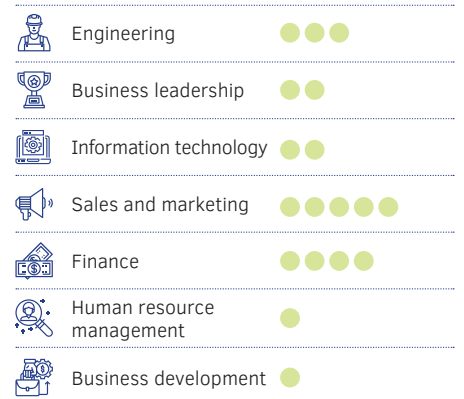 Engineering
Business leadership
Information technology
Sales and marketing
Finance
Human resource
management
Business development